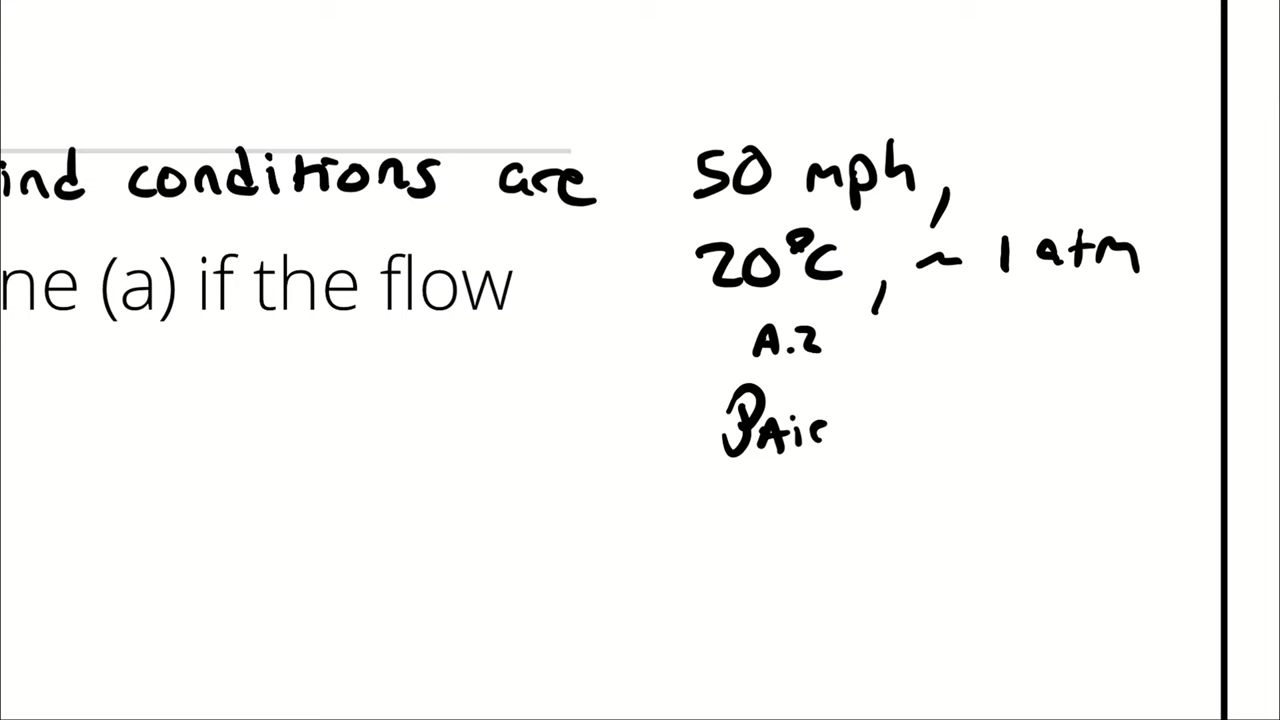 ind conditions are 50 mph,
20°C, ~ 1 atm
ne (a) if the flow
A.2
ρAir